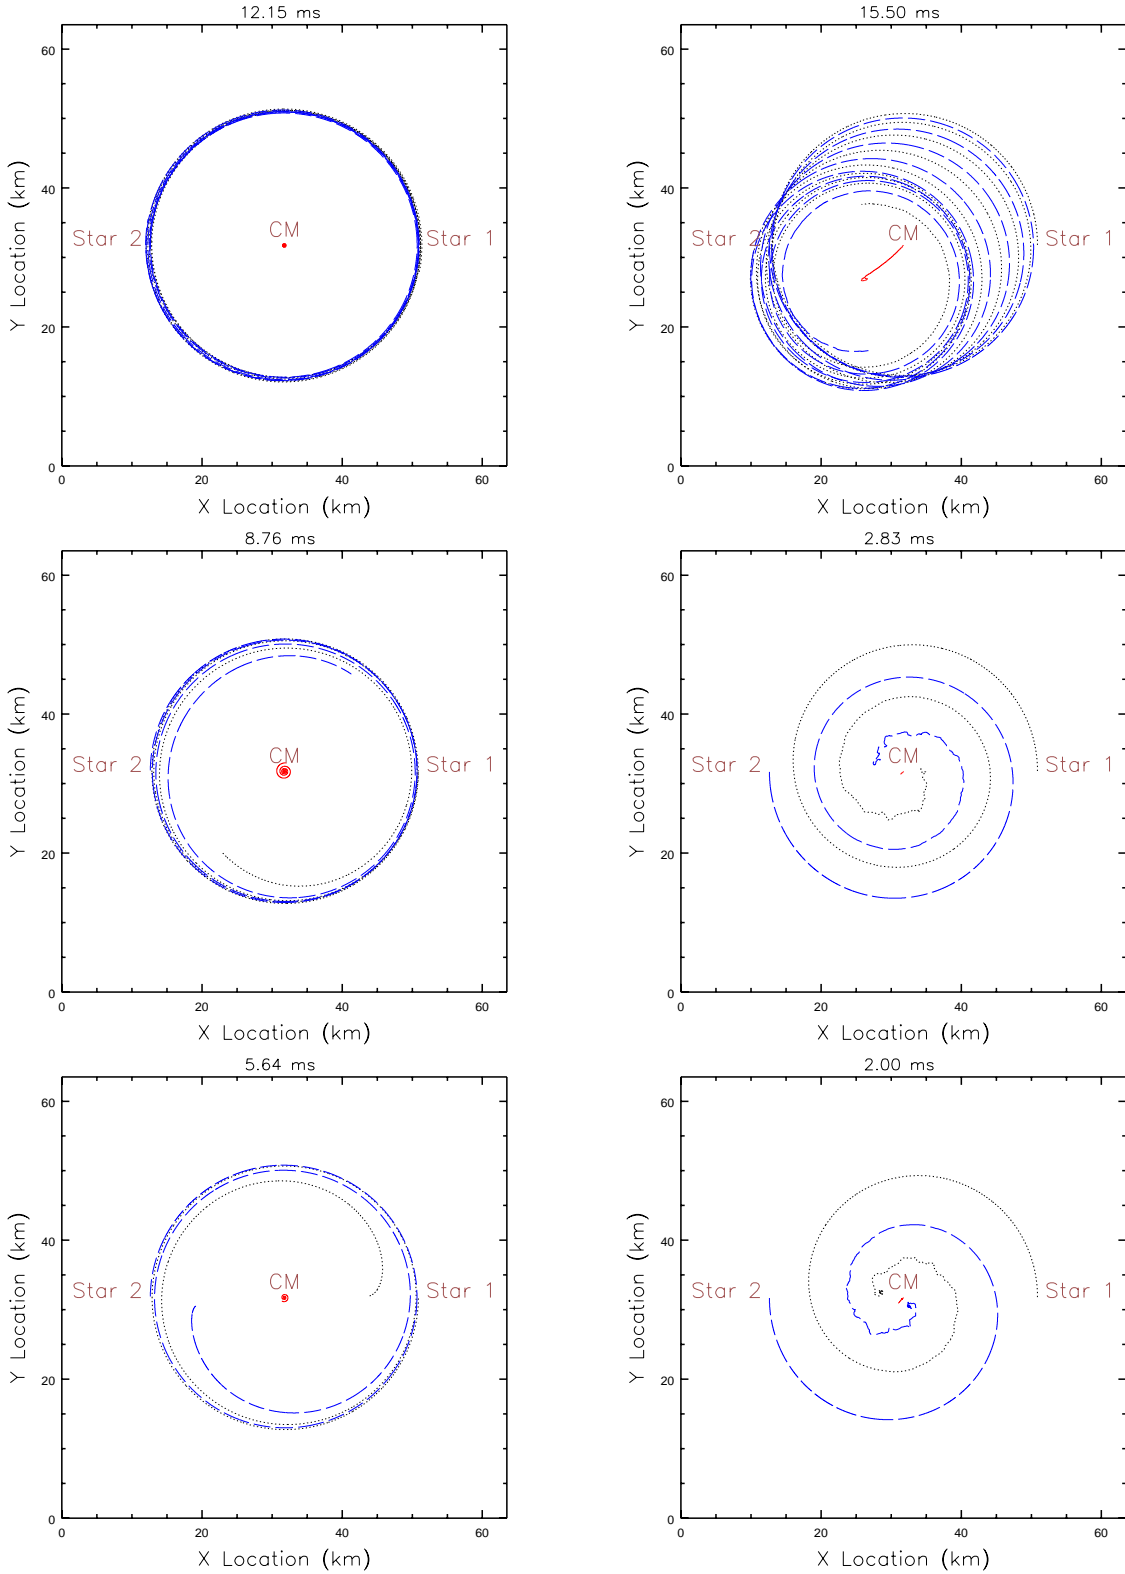 12.15 ms
60
40
20
0
Y Location (km)
Star 2
CM
Star 1
0 20 40 60
X Location (km)
15.50 ms
60
40
20
0
Y Location (km)
Star 2
CM
Star 1
0 20 40 60
X Location (km)
8.76 ms
60
40
20
0
Y Location (km)
Star 2
CM
Star 1
0 20 40 60
X Location (km)
2.83 ms
60
40
20
0
Y Location (km)
Star 2
CM
Star 1
0 20 40 60
X Location (km)
5.64 ms
60
40
20
0
Y Location (km)
Star 2
CM
Star 1
0 20 40 60
X Location (km)
2.00 ms
60
40
20
0
Y Location (km)
Star 2
CM
Star 1
0 20 40 60
X Location (km)